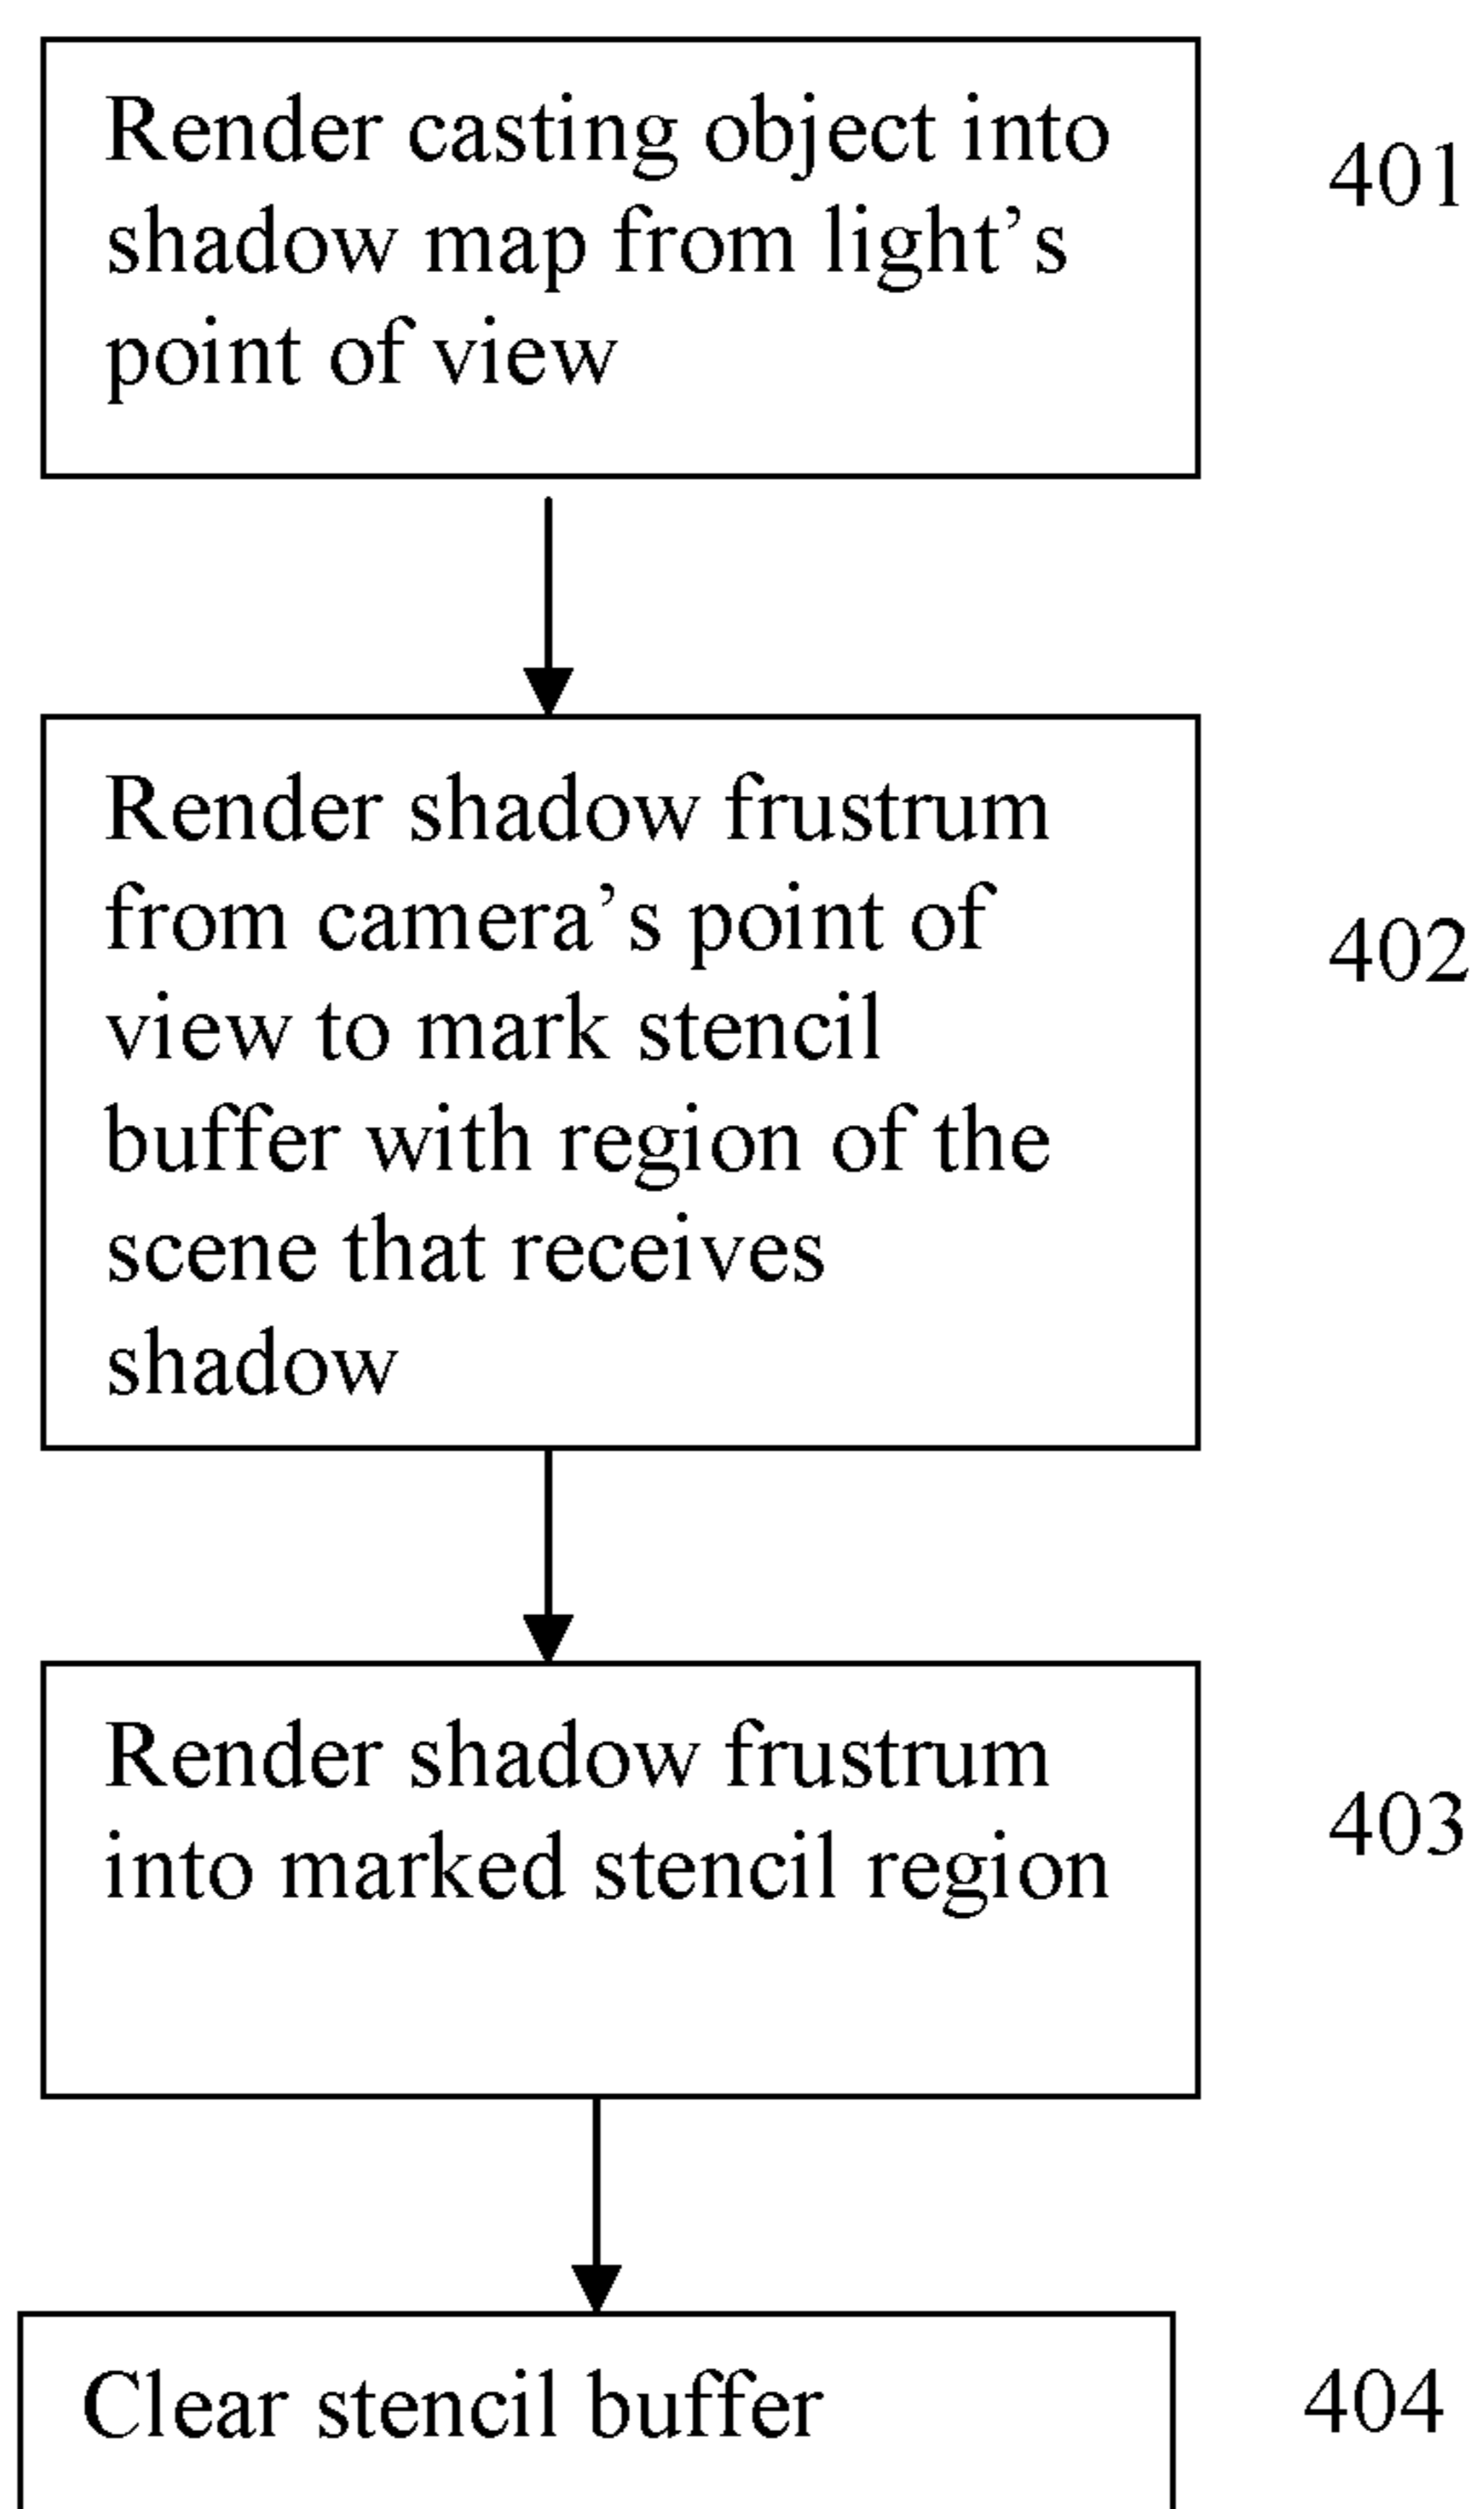 Render casting object into
shadow map from light’s
point of view
401
Render shadow frustrum
from camera’s point of
view to mark stencil
buffer with region of the
scene that receives
shadow
402
Render shadow frustrum
into marked stencil region
403
Clear stencil buffer
404